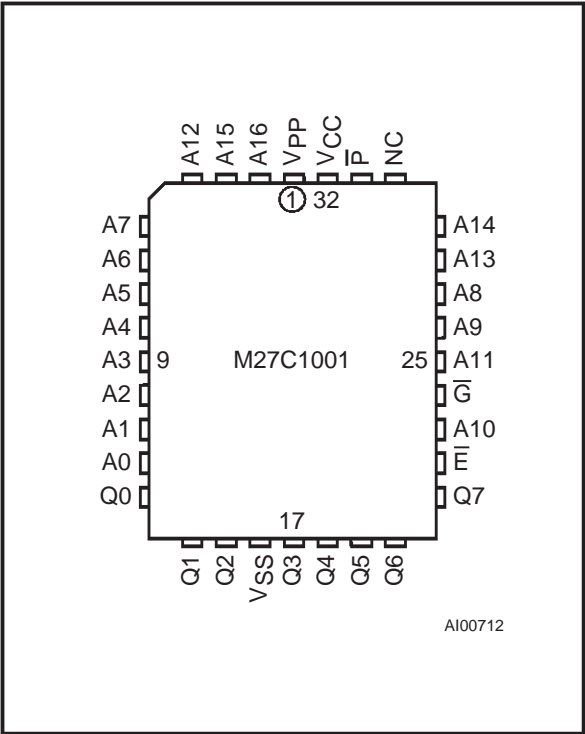 A12 A15 A16 VPP VCC P̅ NC
1 32
A7 A14
A6 A13
A5 A8
A4 A9
A3 9 M27C1001 25 A11
A2 G̅
A1 A10
A0 E̅
Q0 Q7
17
Q1 Q2 VSS Q3 Q4 Q5 Q6
AI00712